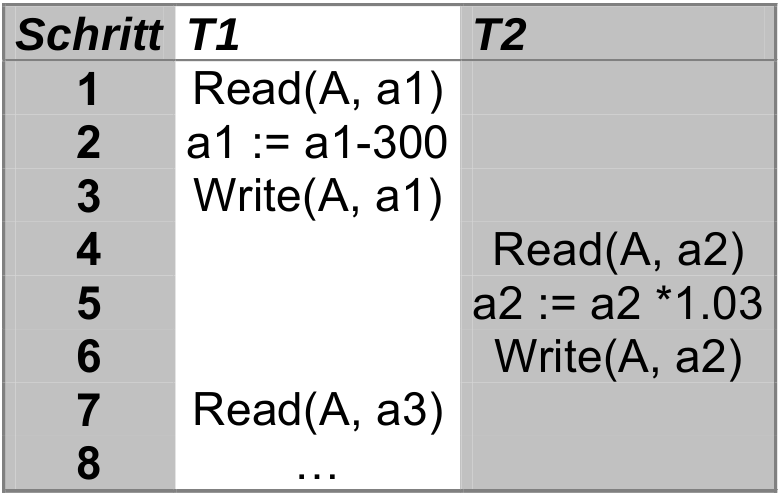 Schritt T1 T2
1 Read(A, a1)
2 a1 := a1-300
3 Write(A, a1)
4 Read(A, a2)
5 a2 := a2 *1.03
6 Write(A, a2)
7 Read(A, a3)
8 ...